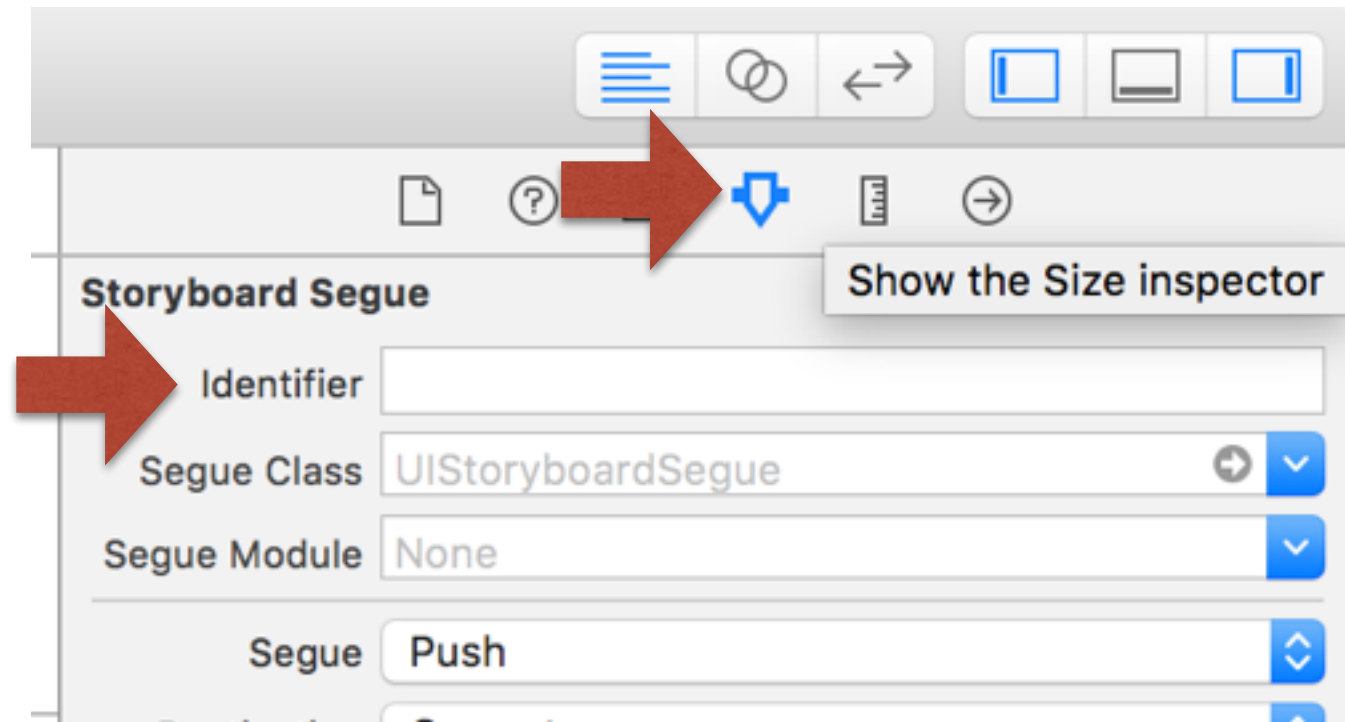 Show the Size inspector
Storyboard Segue
Identifier
Segue Class UIStoryboardSegue
Segue Module None
Segue Push